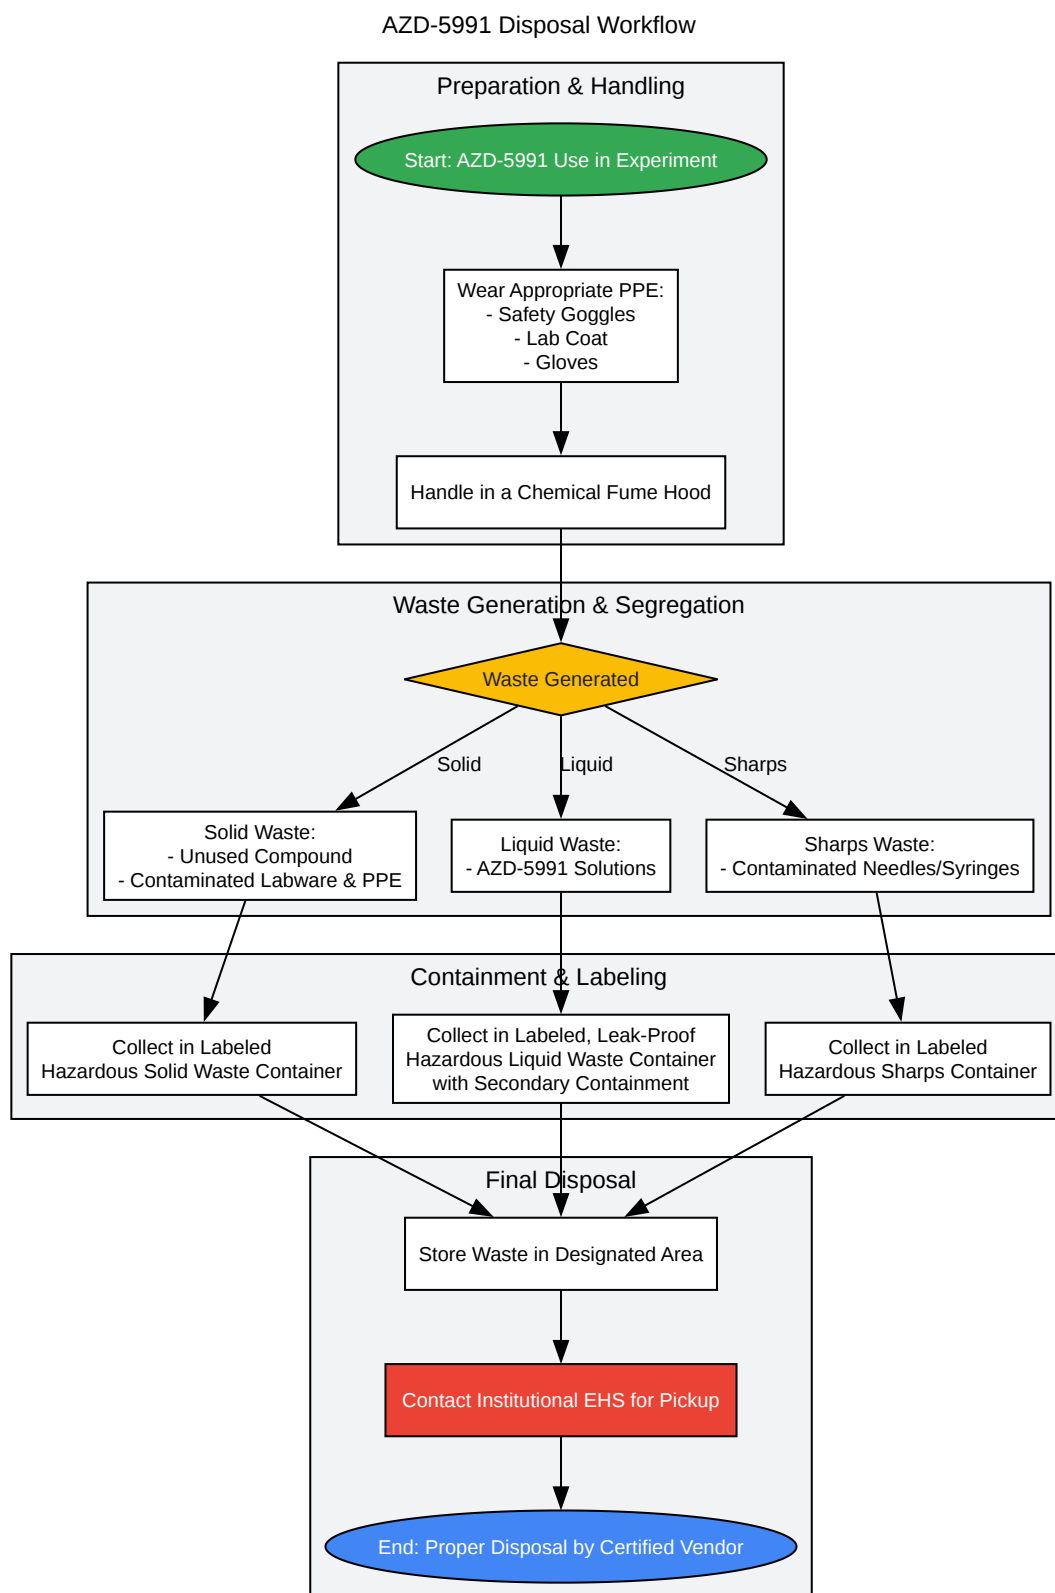 AZD-5991 Disposal Workflow
Preparation & Handling
Start: AZD-5991 Use in Experiment
Wear Appropriate PPE:
- Safety Goggles
- Lab Coat
- Gloves
Handle in a Chemical Fume Hood
Waste Generation & Segregation
Waste Generated
Solid
Liquid
Sharps
Solid Waste:
- Unused Compound
- Contaminated Labware & PPE
Liquid Waste:
- AZD-5991 Solutions
Sharps Waste:
- Contaminated Needles/Syringes
Containment & Labeling
Collect in Labeled
Hazardous Solid Waste Container
Collect in Labeled, Leak-Proof
Hazardous Liquid Waste Container
with Secondary Containment
Collect in Labeled
Hazardous Sharps Container
Final Disposal
Store Waste in Designated Area
Contact Institutional EHS for Pickup
End: Proper Disposal by Certified Vendor